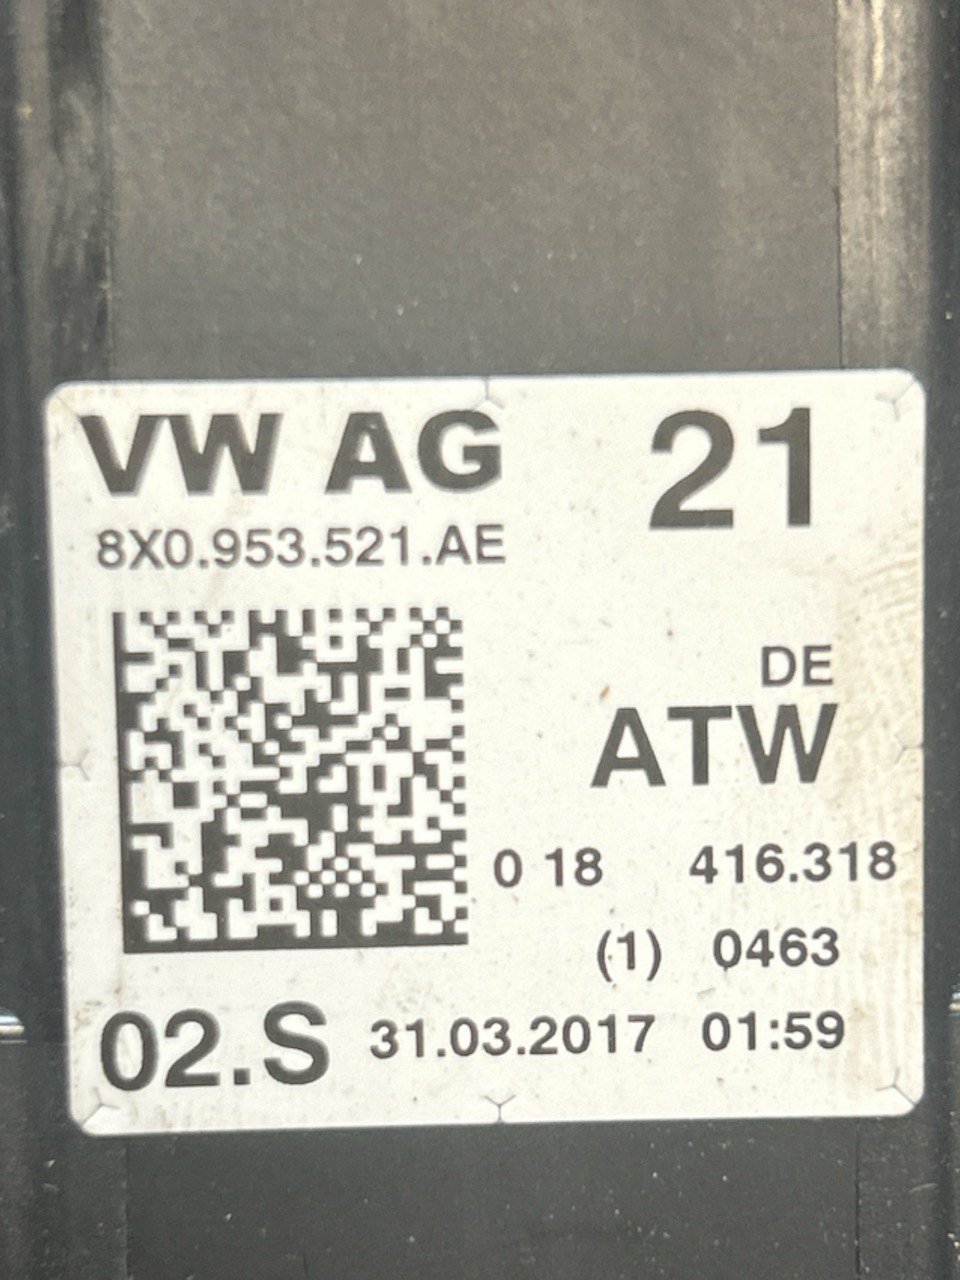 VW AG 21
8X0.953.521.AE
DE
ATW
0 18 416.318
(1) 0463
02.S 31.03.2017 01:59